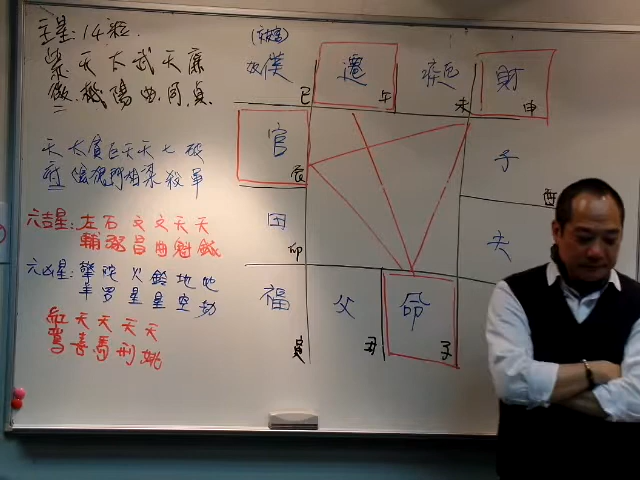 主星:14粒.
紫天太武天廉
微機陽曲同貞
天太貪巨天天七破
府陰狼門相梁殺軍
六吉星:左右文文天天
輔弼昌曲魁鉞
六凶星:擎陀火鈴地地
羊罗星星空劫
紅天天天天
鸞喜馬刑姚
僕
巳
遷
午
疾厄
未
財
申
官
辰
子
酉
田
卯
夫
福
寅
父
丑
命
子